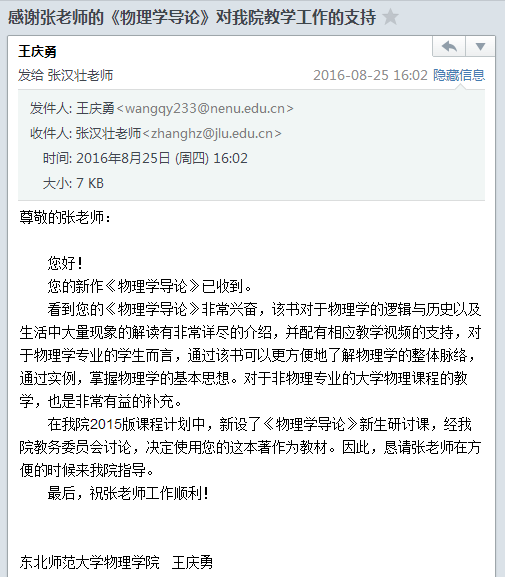 感谢张老师的《物理学导论》对我院教学工作的支持
王庆勇
发给 张汉壮老师 2016-08-25 16:02 隐藏信息
发件人: 王庆勇<wangqy233@nenu.edu.cn>
收件人: 张汉壮老师<zhanghz@jlu.edu.cn>
时间: 2016年8月25日 (周四) 16:02
大小: 7 KB
尊敬的张老师：
您好！
您的新作《物理学导论》已收到。
看到您的《物理学导论》非常兴奋，该书对于物理学的逻辑与历史以及
生活中大量现象的解读有非常详尽的介绍，并配有相应教学视频的支持，对
于物理学专业的学生而言，通过该书可以更方便地了解物理学的整体脉络，
通过实例，掌握物理学的基本思想。对于非物理专业的大学物理课程的教
学，也是非常有益的补充。
在我院2015版课程计划中，新设了《物理学导论》新生研讨课，经我
院教务委员会讨论，决定使用您的这本著作为教材。因此，恳请张老师在方
便的时候来我院指导。
最后，祝张老师工作顺利！
东北师范大学物理学院 王庆勇